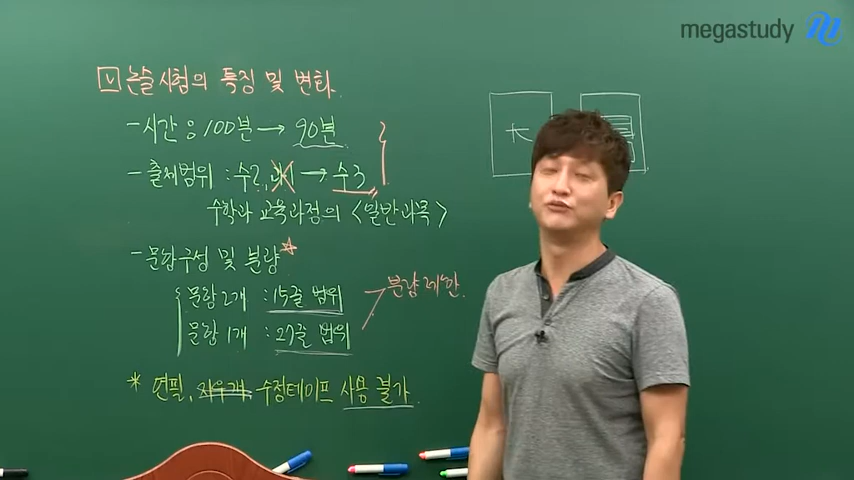 megastudy
논술시험의 특징 및 변화
- 시간 : 100분 → 90분
- 출제범위 : 수2, → 수3
수학과 교육과정의 <일반과목>
- 문항구성 및 분량*
문항 2개 : 15줄 범위
문항 1개 : 27줄 범위
분량 제한.
* 연필, 지우개 수정테이프 사용 불가.